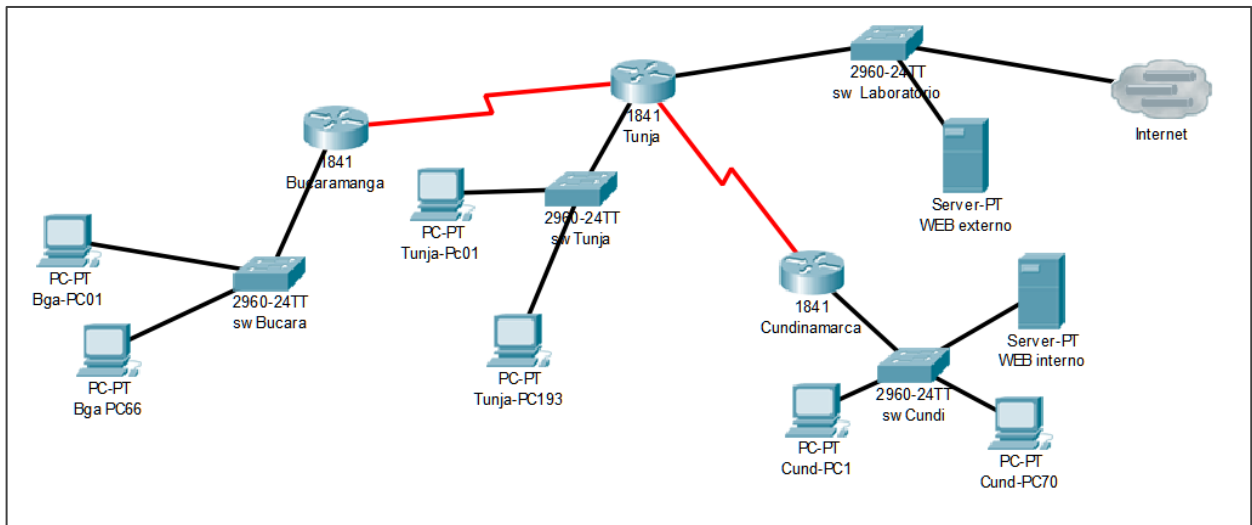 2960-24TT
sw Laboratorio
Internet
1841
Tunja
1841
Bucaramanga
Server-PT
WEB externo
PC-PT
Tunja-Pc01
2960-24TT
sw Tunja
PC-PT
Bga-PC01
2960-24TT
sw Bucara
1841
Cundinamarca
Server-PT
WEB interno
PC-PT
Bga PC66
PC-PT
Tunja-PC193
2960-24TT
sw Cundi
PC-PT
Cund-PC1
PC-PT
Cund-PC70